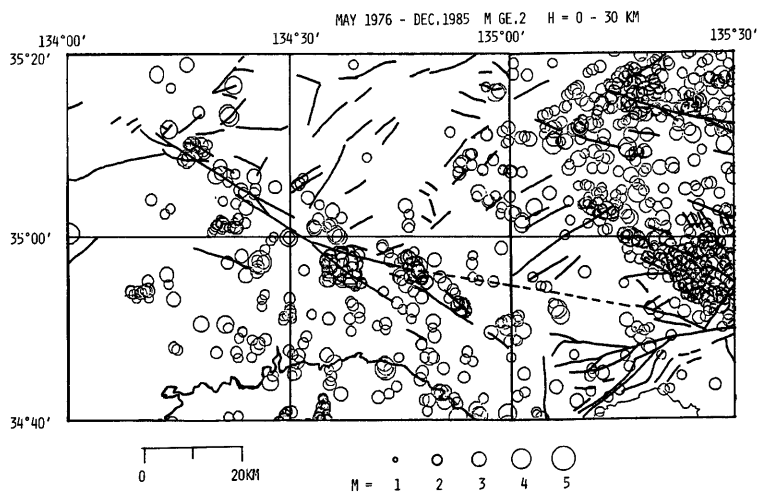 MAY 1976 - DEC.1985 M GE.2 H = 0 - 30 KM
134°00' 134°30' 135°00' 135°30'
35°20'
35°00'
34°40'
0 20KM
M = 1 2 3 4 5